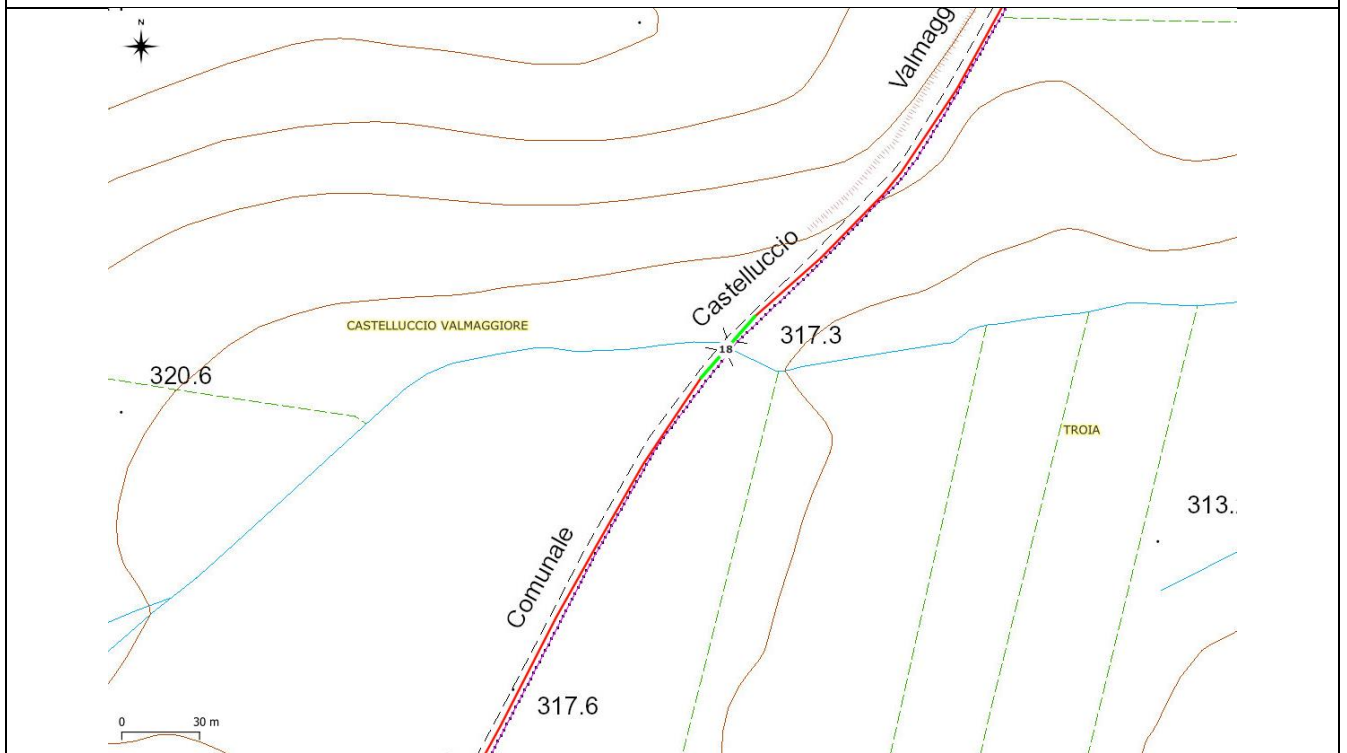 N
Valmagg
Castelluccio
18
317.3
CASTELLUCCIO VALMAGGIORE
320.6
TROIA
313.
Comunale
317.6
0 30 m